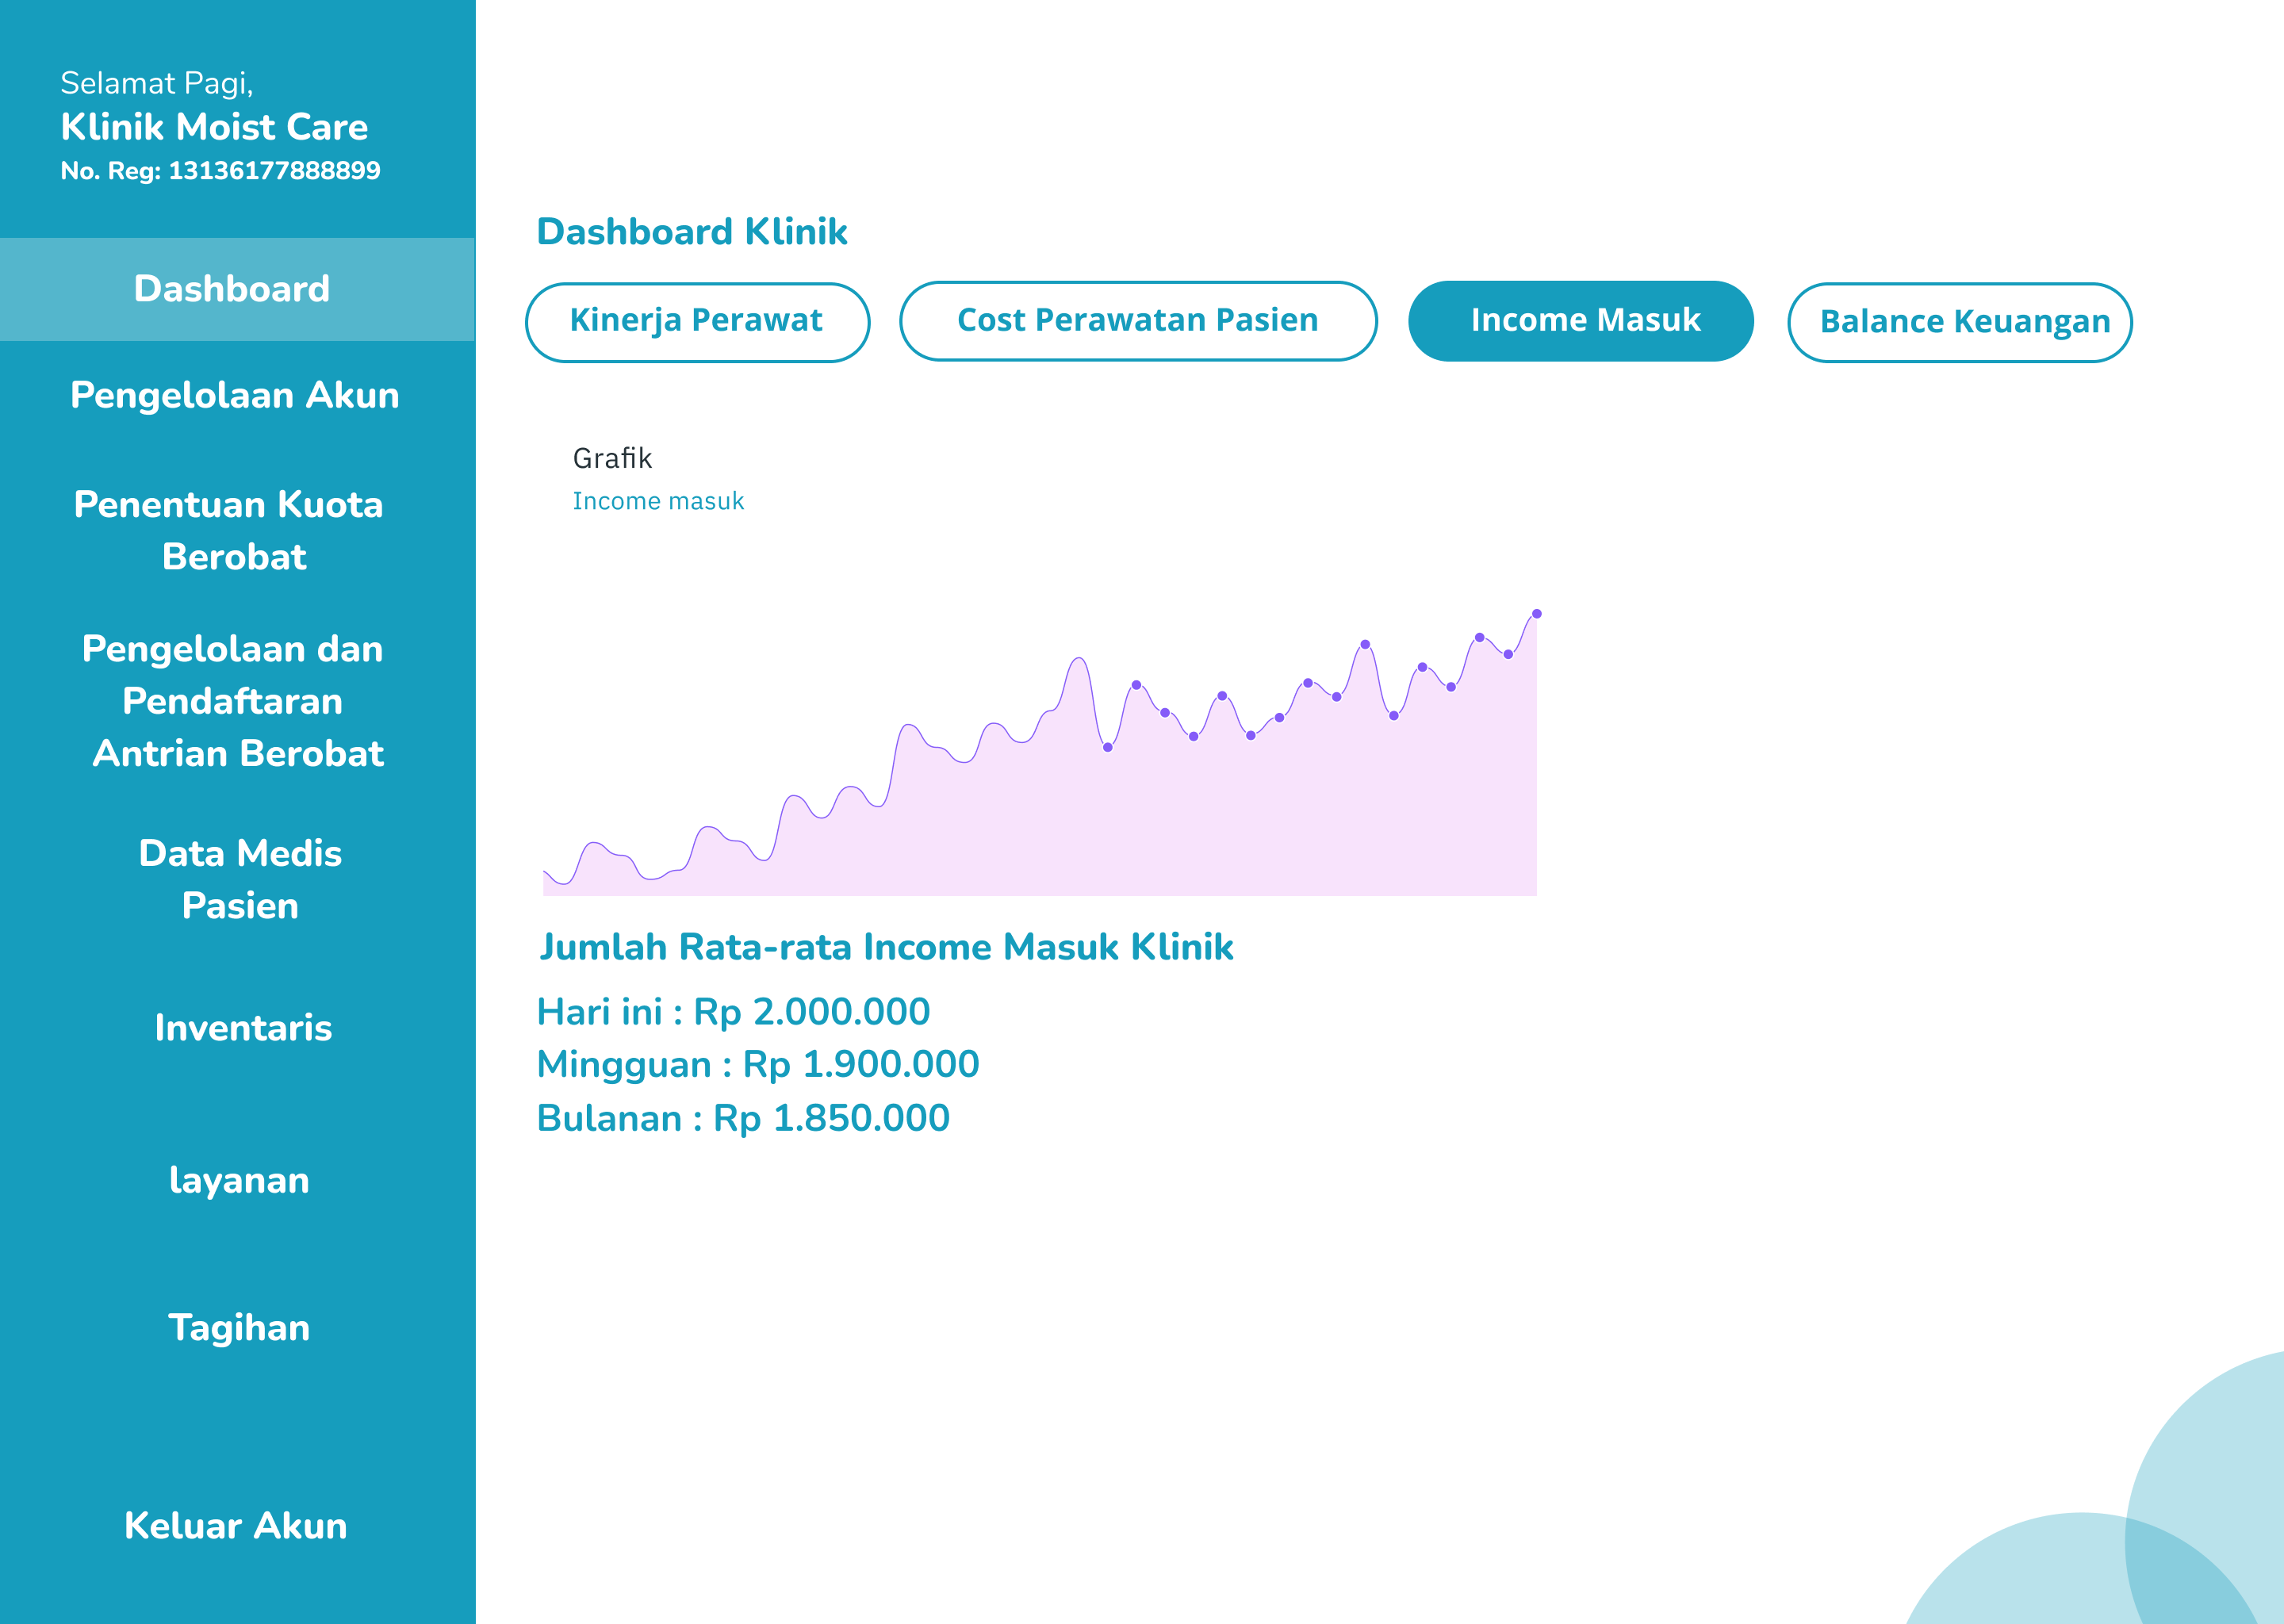 Selamat Pagi,
Klinik Moist Care
No. Reg: 13136177888899
Dashboard
Pengelolaan Akun
Penentuan Kuota
Berobat
Pengelolaan dan
Pendaftaran
Antrian Berobat
Data Medis
Pasien
Inventaris
layanan
Tagihan
Keluar Akun
Dashboard Klinik
Kinerja Perawat
Cost Perawatan Pasien
Income Masuk
Balance Keuangan
Grafik
Income masuk
Jumlah Rata-rata Income Masuk Klinik
Hari ini : Rp 2.000.000
Mingguan : Rp 1.900.000
Bulanan : Rp 1.850.000